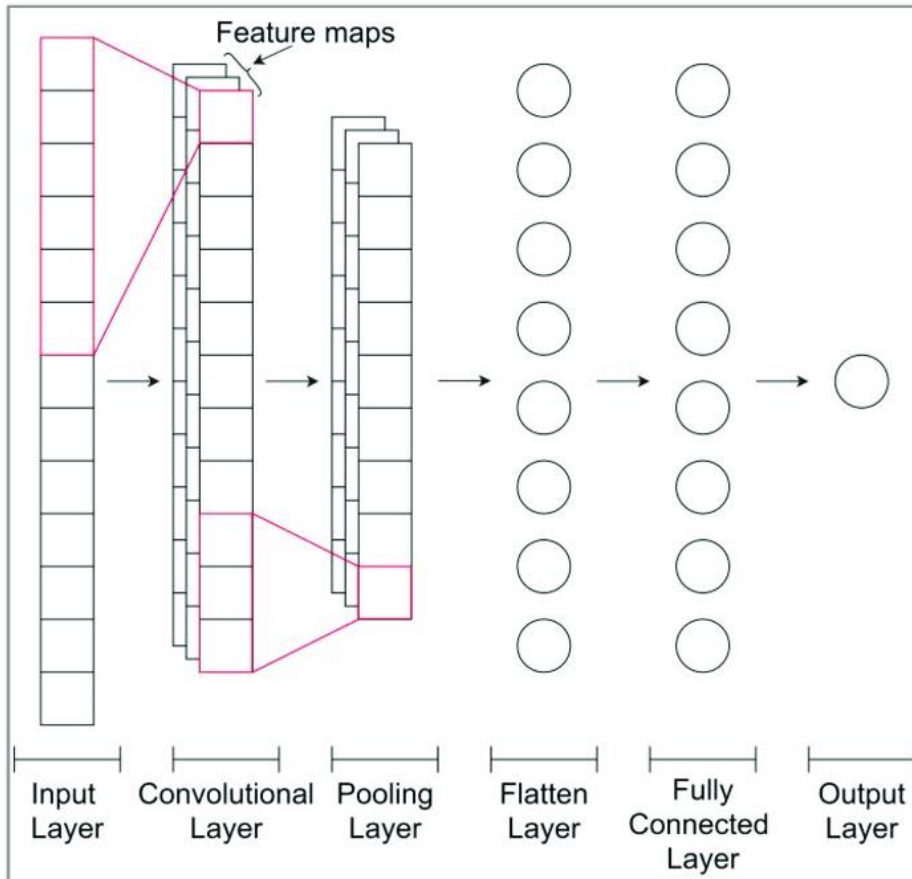 Feature maps
Input
Layer
Convolutional
Layer
Pooling
Layer
Flatten
Layer
Fully
Connected
Layer
Output
Layer